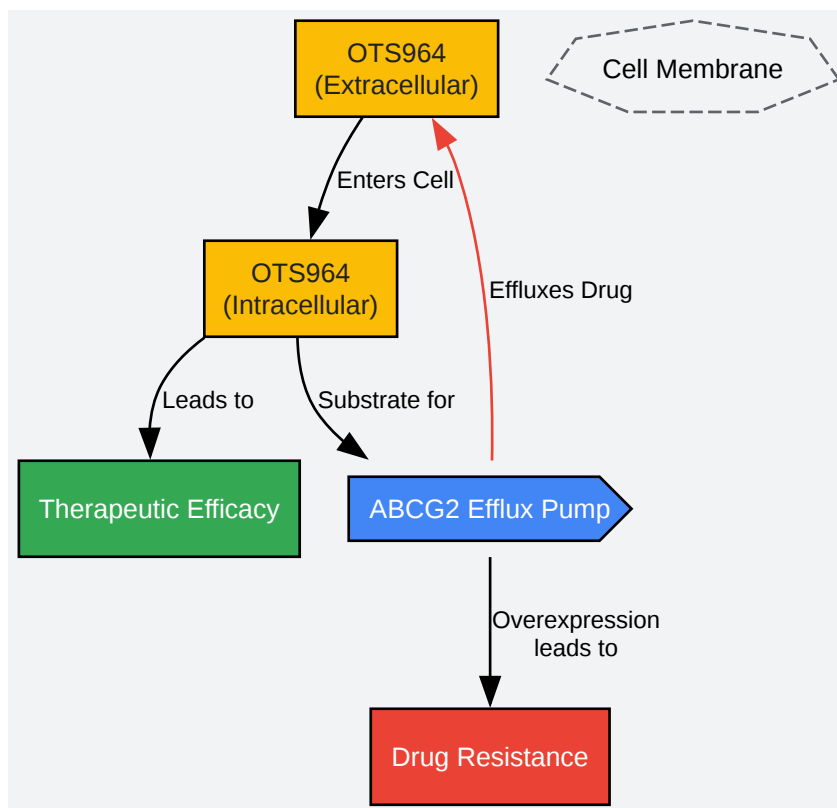 OTS964
(Extracellular)
Cell Membrane
Enters Cell
OTS964
(Intracellular)
Effluxes Drug
Leads to
Substrate for
Therapeutic Efficacy
ABCG2 Efflux Pump
Overexpression
leads to
Drug Resistance